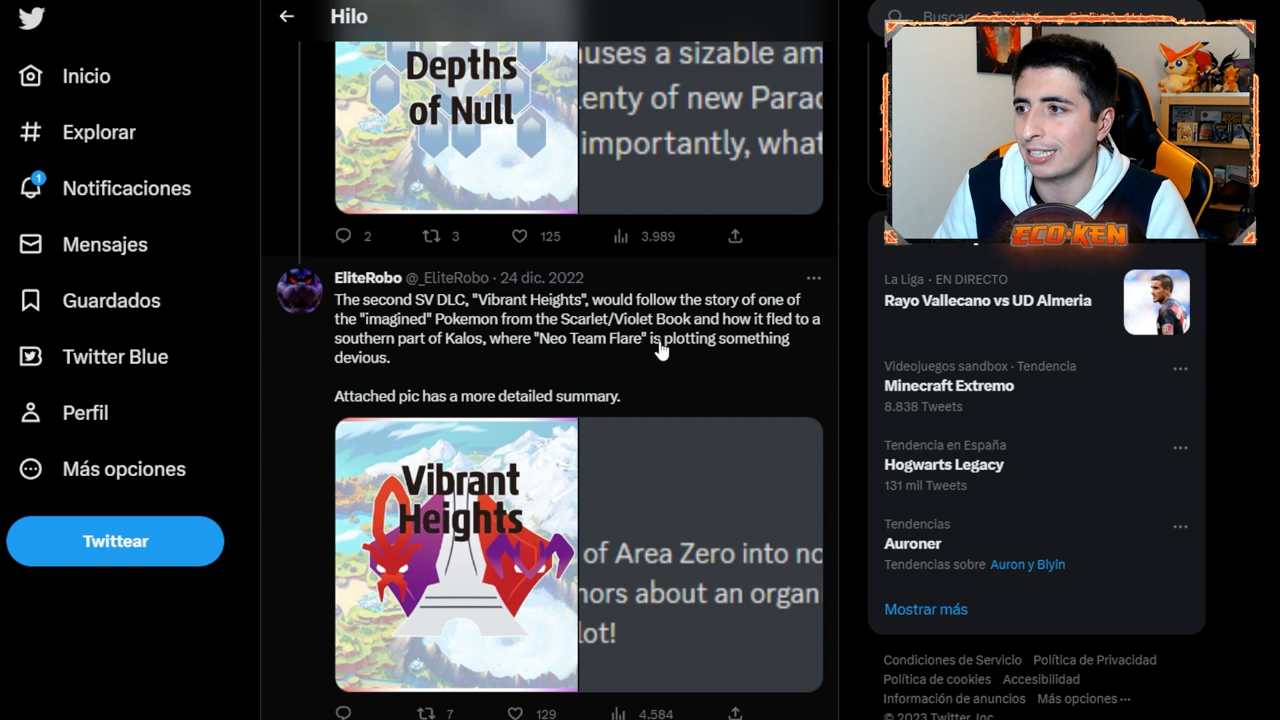 Inicio
Explorar
1
Notificaciones
Mensajes
Guardados
Twitter Blue
Perfil
Más opciones
Twittear
Hilo
Depths
of Null
uses a sizable am
enty of new Parad
importantly, what
2
3
125
3.989
EliteRobo @_EliteRobo · 24 dic. 2022
The second SV DLC, "Vibrant Heights", would follow the story of one of
the "imagined" Pokemon from the Scarlet/Violet Book and how it fled to a
southern part of Kalos, where "Neo Team Flare" is plotting something
devious.
Attached pic has a more detailed summary.
Vibrant
Heights
of Area Zero into no
ors about an organ
lot!
7
129
4.584
Buscar
ECO-KEN
La Liga · EN DIRECTO
Rayo Vallecano vs UD Almeria
Videojuegos sandbox · Tendencia
Minecraft Extremo
8.838 Tweets
Tendencia en España
Hogwarts Legacy
131 mil Tweets
Tendencias
Auroner
Tendencias sobre Auron y Biyin
Mostrar más
Condiciones de Servicio Política de Privacidad
Política de cookies Accesibilidad
Información de anuncios Más opciones ···
© 2023 Twitter, Inc.